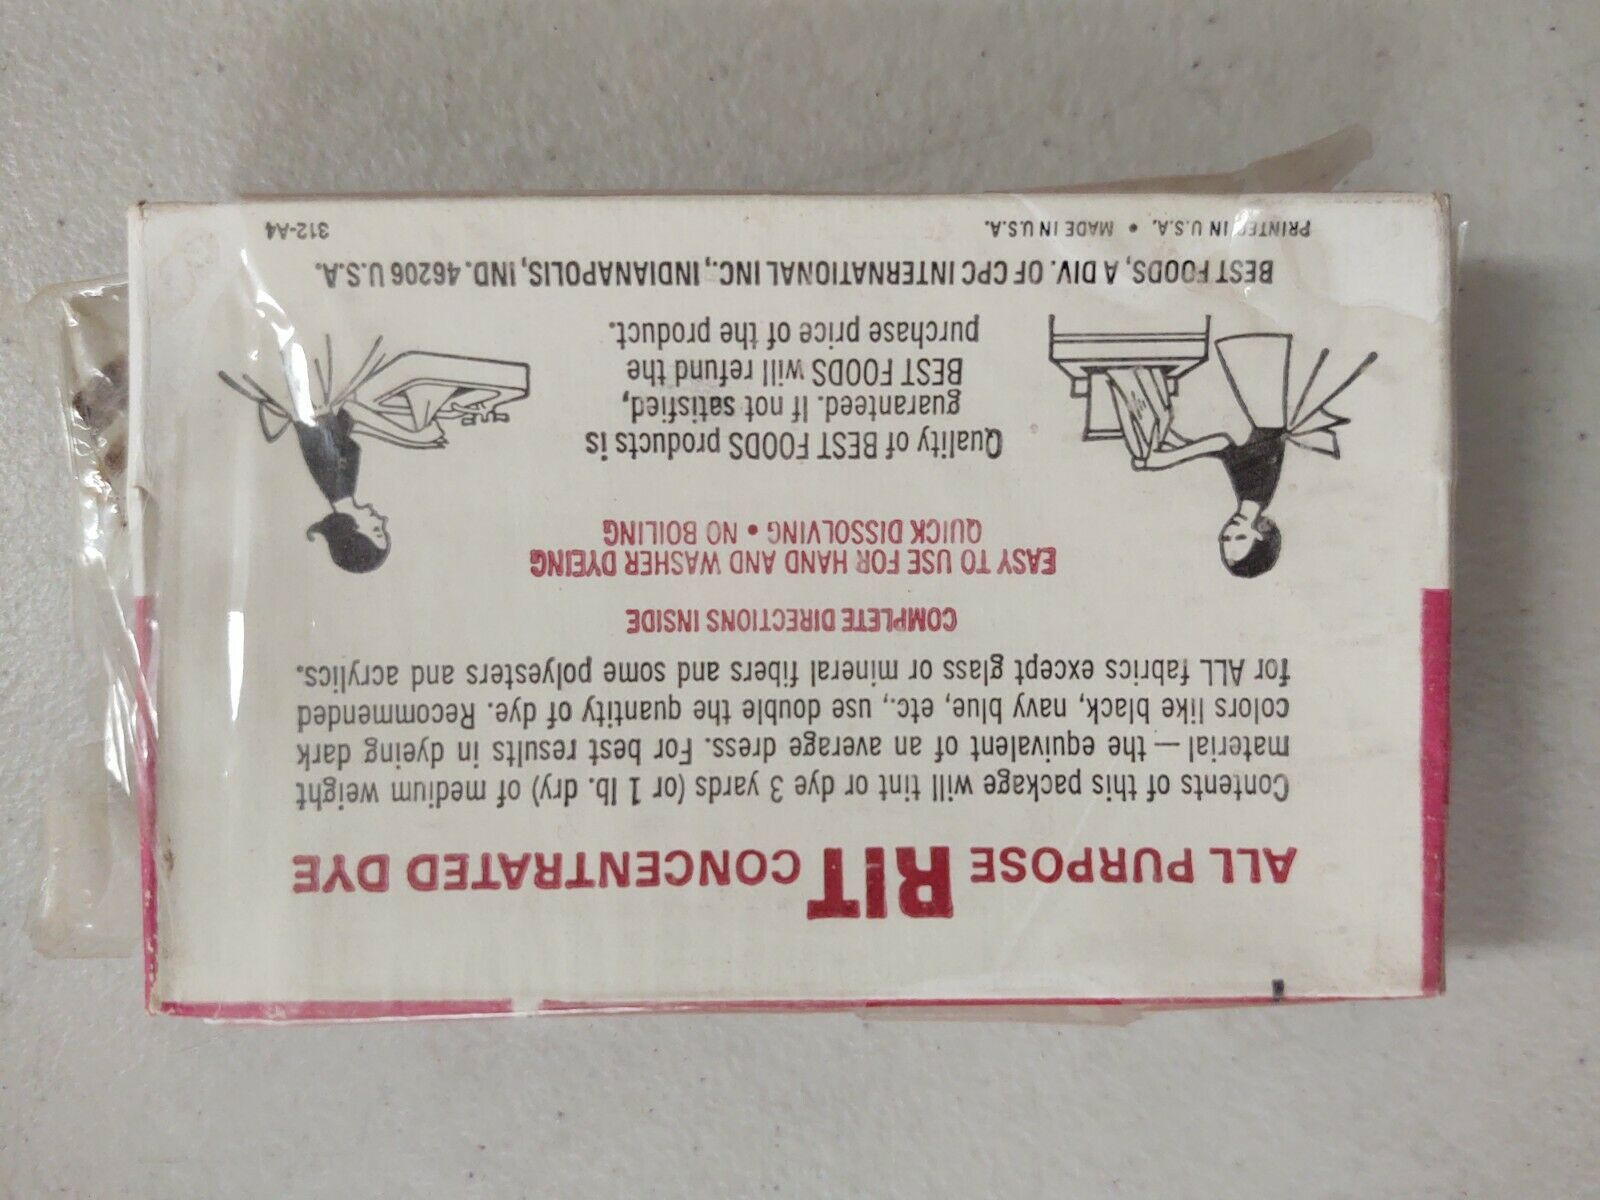 ALL PURPOSE RIT CONCENTRATED DYE
Contents of this package will tint or dye 3 yards (or 1 lb. dry) of medium weight
material — the equivalent of an average dress. For best results in dyeing dark
colors like black, navy blue, etc., use double the quantity of dye. Recommended
for ALL fabrics except glass or mineral fibers and some polyesters and acrylics.
COMPLETE DIRECTIONS INSIDE
EASY TO USE FOR HAND AND WASHER DYEING
QUICK DISSOLVING • NO BOILING
Quality of BEST FOODS products is
guaranteed. If not satisfied,
BEST FOODS will refund the
purchase price of the product.
BEST FOODS, A DIV. OF CPC INTERNATIONAL INC., INDIANAPOLIS, IND. 46206 U.S.A.
PRINTED IN U.S.A. • MADE IN U.S.A.
312-A4